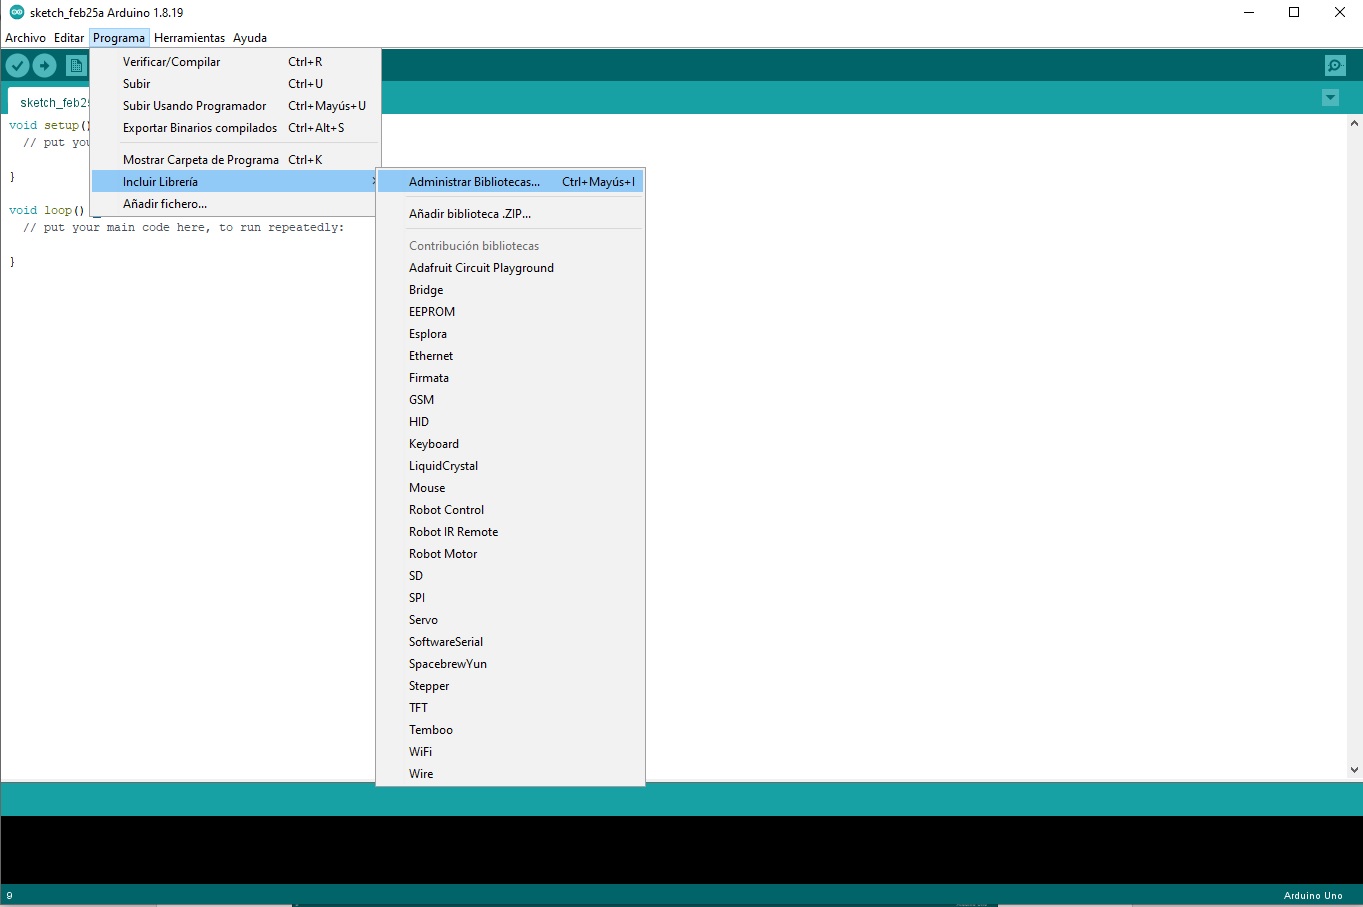 sketch_feb25a Arduino 1.8.19
Archivo Editar Programa Herramientas Ayuda
Verificar/Compilar Ctrl+R
Subir Ctrl+U
Subir Usando Programador Ctrl+Mayús+U
Exportar Binarios compilados Ctrl+Alt+S
Mostrar Carpeta de Programa Ctrl+K
Incluir Librería
Añadir fichero...
sketch_feb25
void setup()
// put you
}
void loop()
// put your main code here, to run repeatedly:
}
Administrar Bibliotecas... Ctrl+Mayús+I
Añadir biblioteca .ZIP...
Contribución bibliotecas
Adafruit Circuit Playground
Bridge
EEPROM
Esplora
Ethernet
Firmata
GSM
HID
Keyboard
LiquidCrystal
Mouse
Robot Control
Robot IR Remote
Robot Motor
SD
SPI
Servo
SoftwareSerial
SpacebrewYun
Stepper
TFT
Temboo
WiFi
Wire
9 Arduino Uno